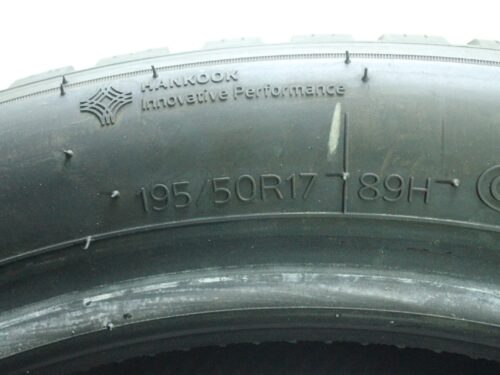 HANKOOK
Innovative Performance
195/50R17 89H